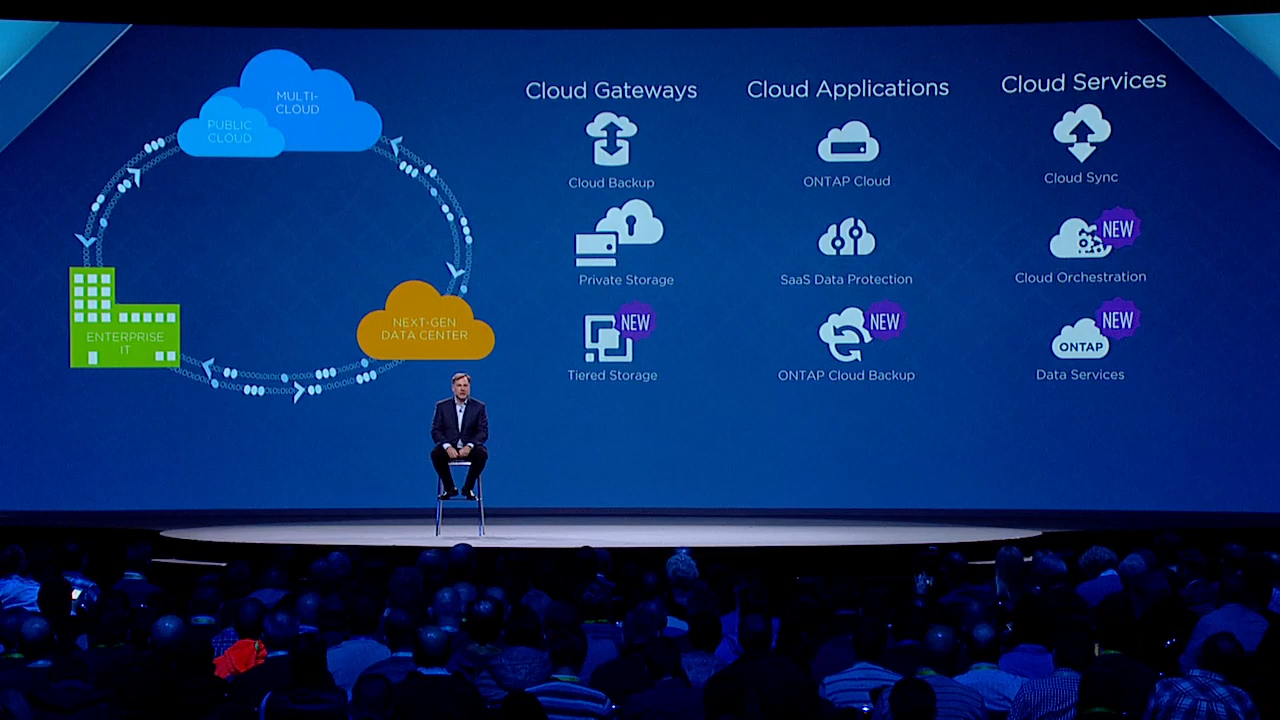 MULTI-
CLOUD
PUBLIC
CLOUD
ENTERPRISE
IT
NEXT-GEN
DATA CENTER
Cloud Gateways
Cloud Backup
Private Storage
NEW
Tiered Storage
Cloud Applications
ONTAP Cloud
SaaS Data Protection
NEW
ONTAP Cloud Backup
Cloud Services
Cloud Sync
NEW
Cloud Orchestration
NEW
ONTAP
Data Services